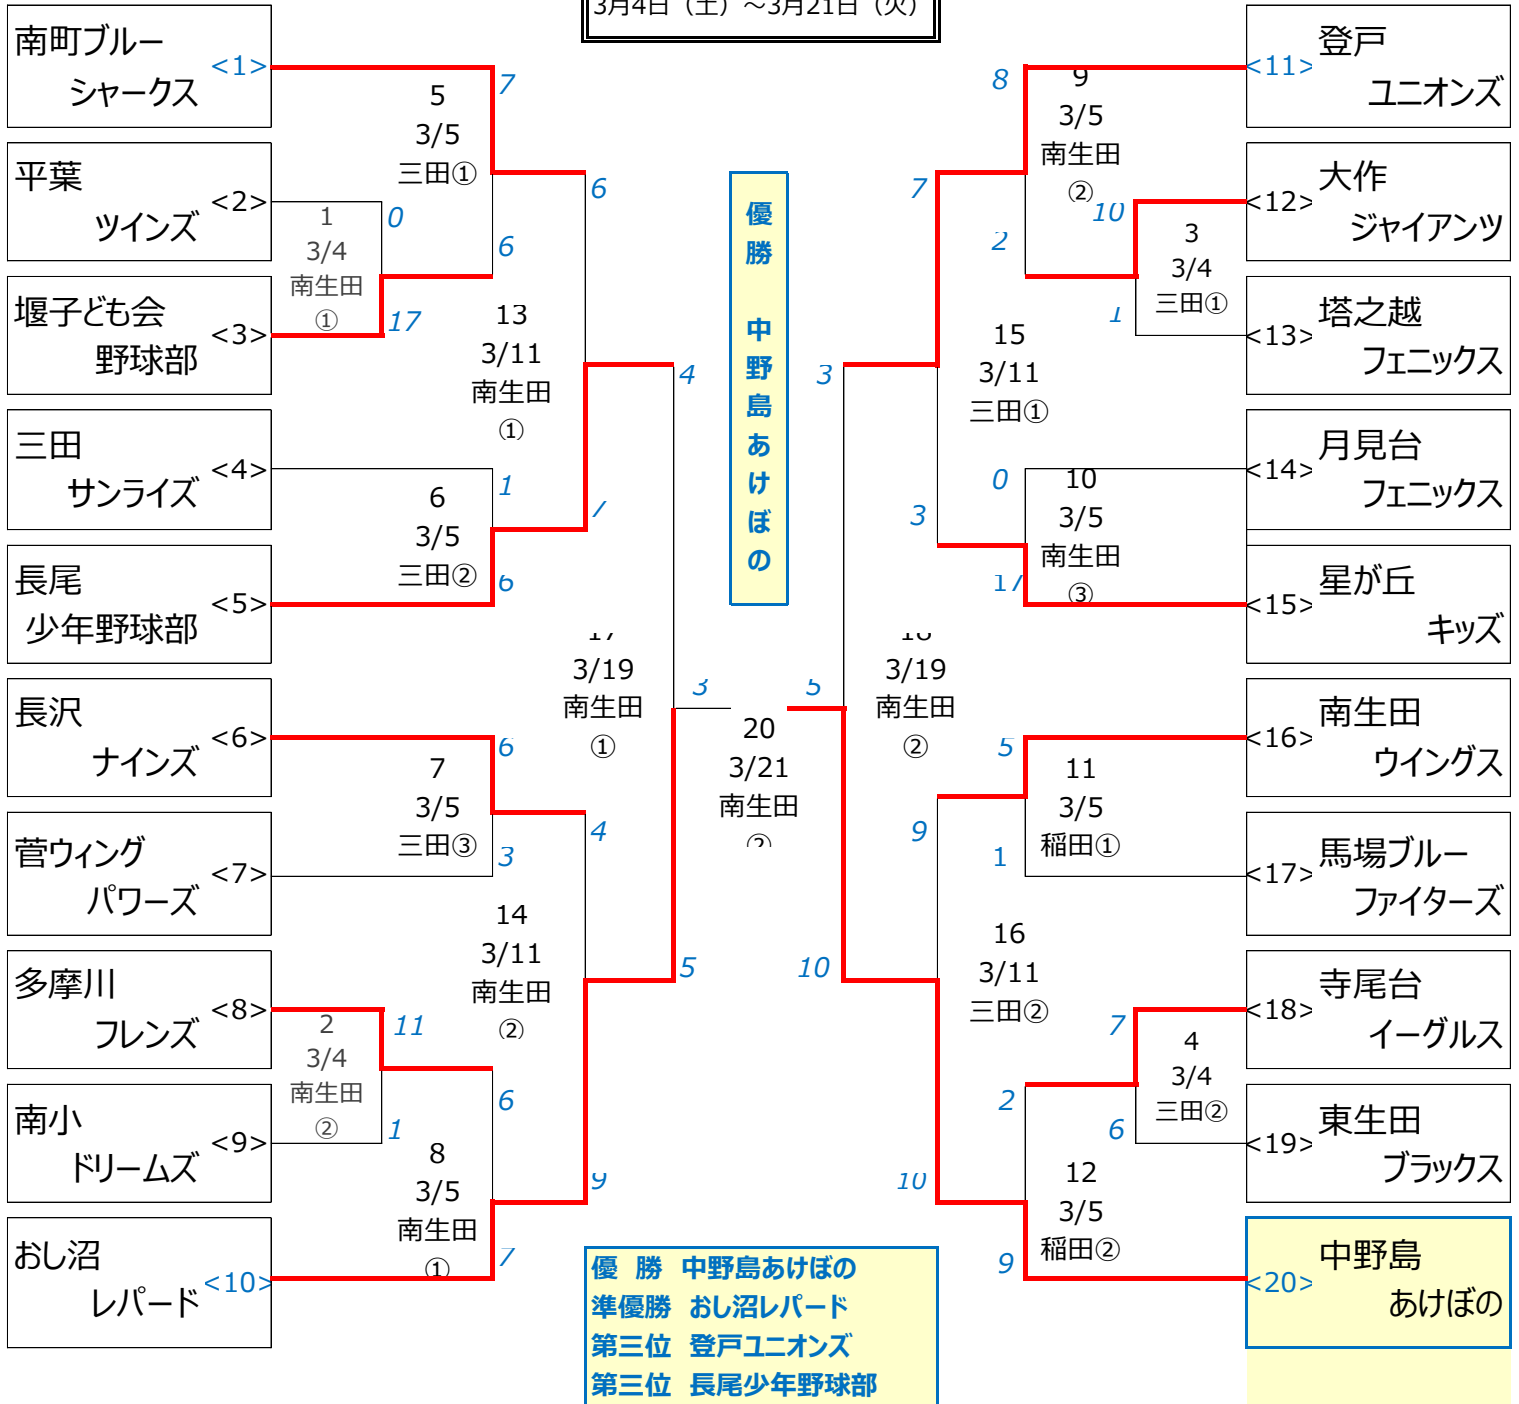 3月4日（土）～3月21日（火）
南町ブルー
シャークス
<1>
平葉
ツインズ
<2>
堰子ども会
野球部
<3>
三田
サンライズ
<4>
長尾
少年野球部
<5>
長沢
ナインズ
<6>
菅ウィング
パワーズ
<7>
多摩川
フレンズ
<8>
南小
ドリームズ
<9>
おし沼
レパード
<10>
1
3/4
南生田
①
0
17
2
3/4
南生田
②
11
1
5
3/5
三田①
7
6
6
3/5
三田②
1
6
7
3/5
三田③
6
3
8
3/5
南生田
①
6
7
13
3/11
南生田
①
6
7
14
3/11
南生田
②
4
9
17
3/19
南生田
①
4
5
優勝 中野島あけぼの
3
5
20
3/21
南生田
②
18
3/19
南生田
②
3
10
15
3/11
三田①
7
3
16
3/11
三田②
9
10
9
3/5
南生田
②
8
2
10
3/5
南生田
③
0
17
11
3/5
稲田①
5
1
12
3/5
稲田②
2
9
3
3/4
三田①
10
1
4
3/4
三田②
7
6
<11>
登戸
ユニオンズ
<12>
大作
ジャイアンツ
<13>
塔之越
フェニックス
<14>
月見台
フェニックス
<15>
星が丘
キッズ
<16>
南生田
ウイングス
<17>
馬場ブルー
ファイターズ
<18>
寺尾台
イーグルス
<19>
東生田
ブラックス
<20>
中野島
あけぼの
優 勝 中野島あけぼの
準優勝 おし沼レパード
第三位 登戸ユニオンズ
第三位 長尾少年野球部